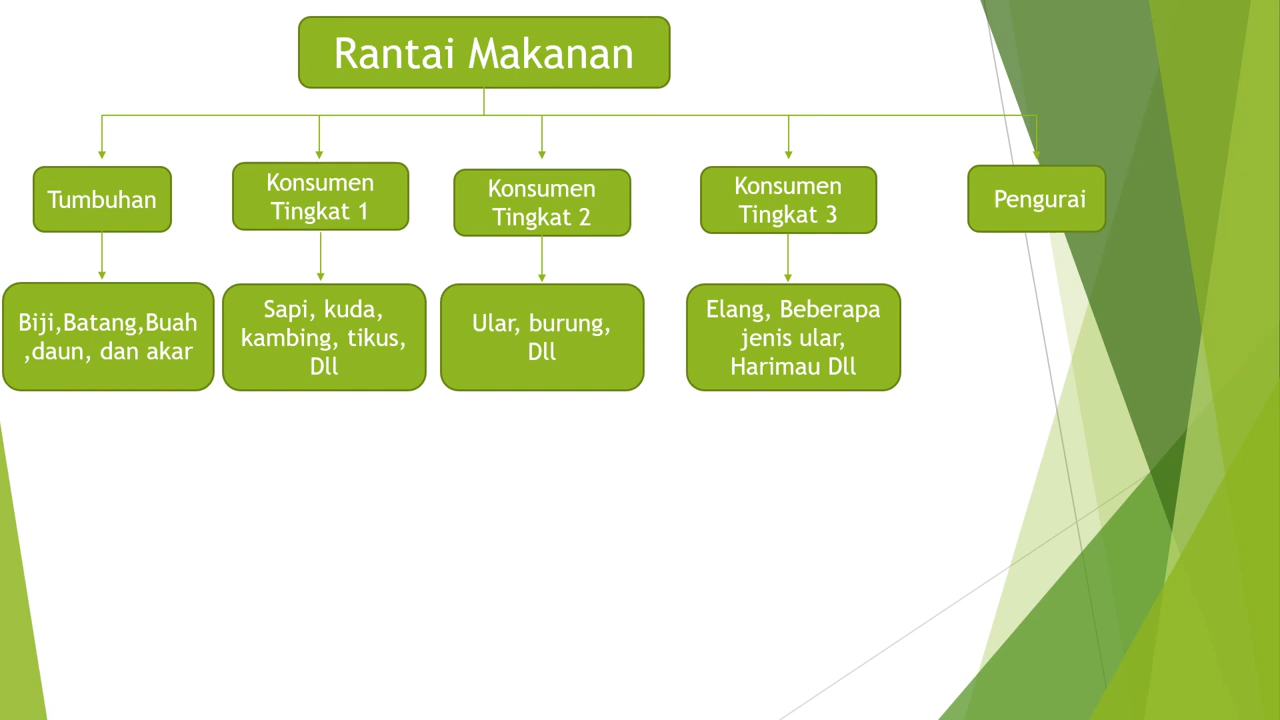 Rantai Makanan
Tumbuhan
Konsumen
Tingkat 1
Konsumen
Tingkat 2
Konsumen
Tingkat 3
Pengurai
Biji,Batang,Buah
,daun, dan akar
Sapi, kuda,
kambing, tikus,
Dll
Ular, burung,
Dll
Elang, Beberapa
jenis ular,
Harimau Dll